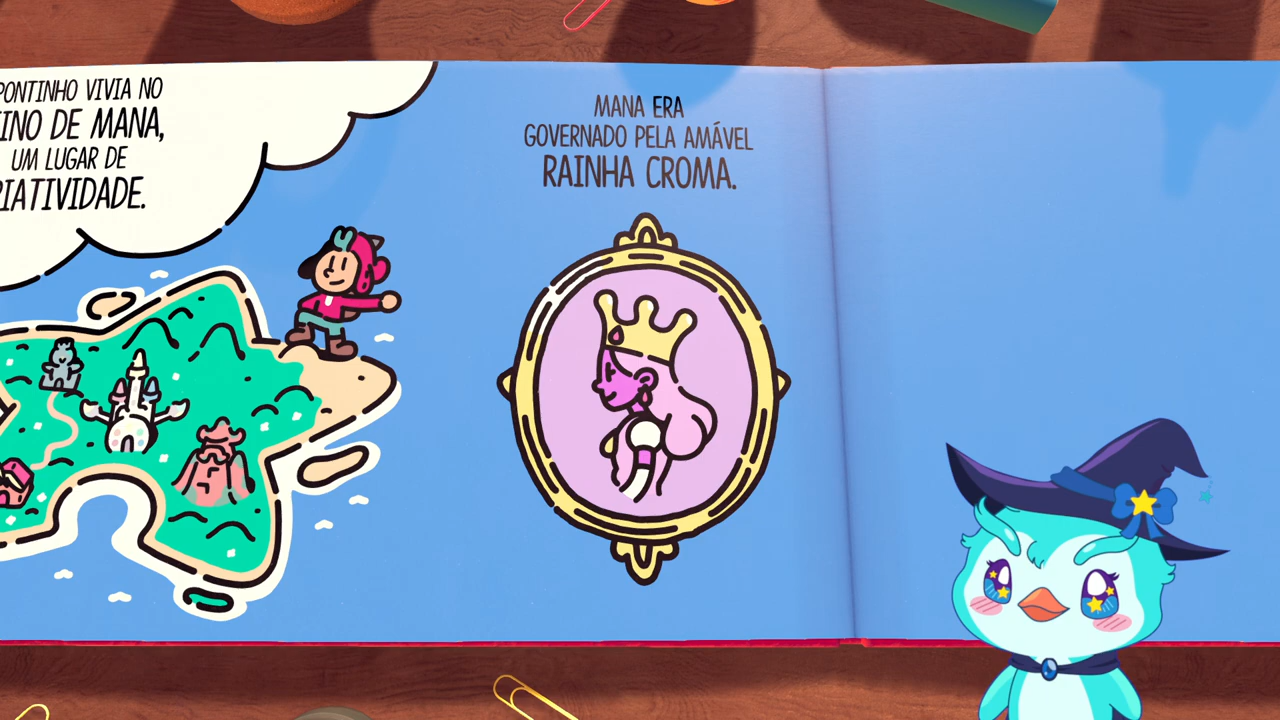 PONTINHO VIVIA NO
INO DE MANA,
UM LUGAR DE
RIATIVIDADE.
MANA ERA
GOVERNADO PELA AMÁVEL
RAINHA CROMA.